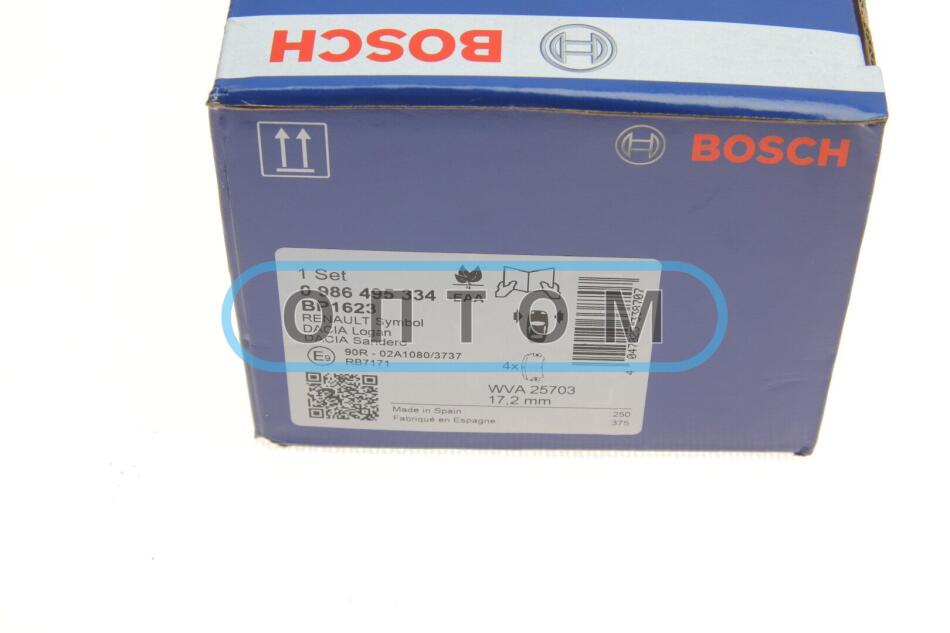 BOSCH
BOSCH
1 Set
0 986 495 334
BP1623
RENAULT Symbol
DACIA Logan
DACIA Sandero
E9 90R - 02A1080/3737
RB7171
EAA
4x
WVA 25703
17,2 mm
Made in Spain
Fabriqué en Espagne
250
375
ОПТОМ